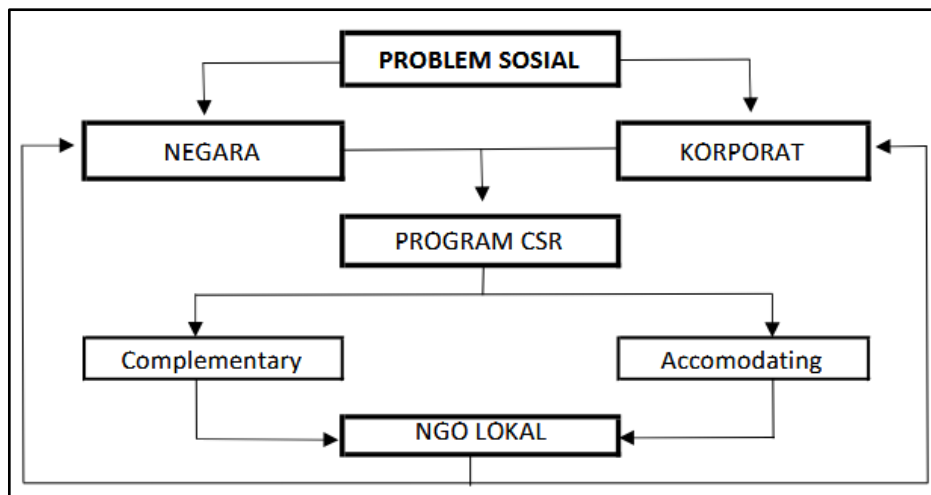 PROBLEM SOSIAL
NEGARA
KORPORAT
PROGRAM CSR
Complementary
Accomodating
NGO LOKAL